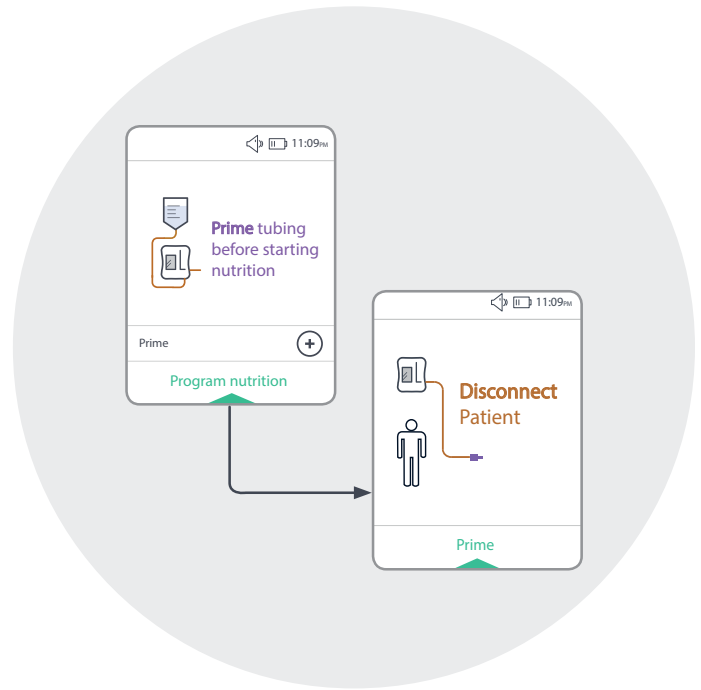 11:09PM
Prime tubing
before starting
nutrition
Prime
Program nutrition
11:09PM
Disconnect
Patient
Prime